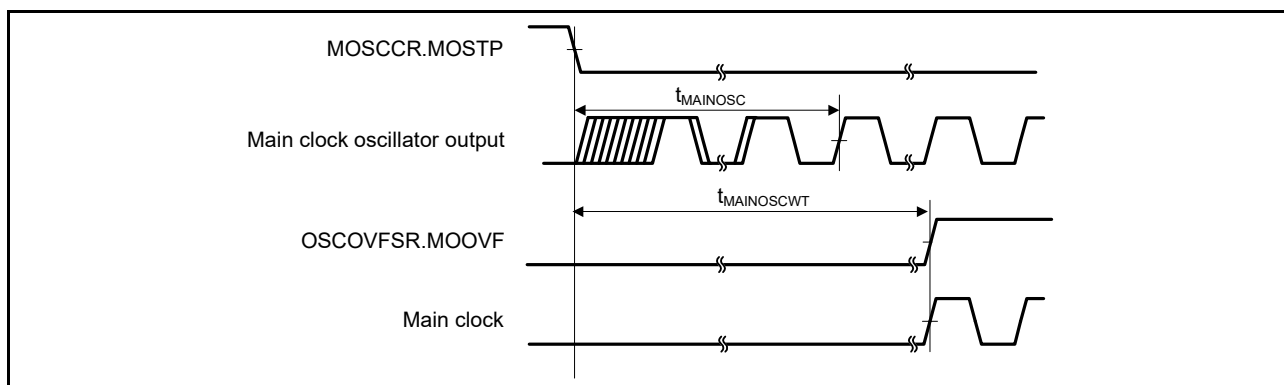 MOSCCR.MOSTP
tMAINOSC
Main clock oscillator output
tMAINOSCWT
OSCOVFSR.MOOVF
Main clock